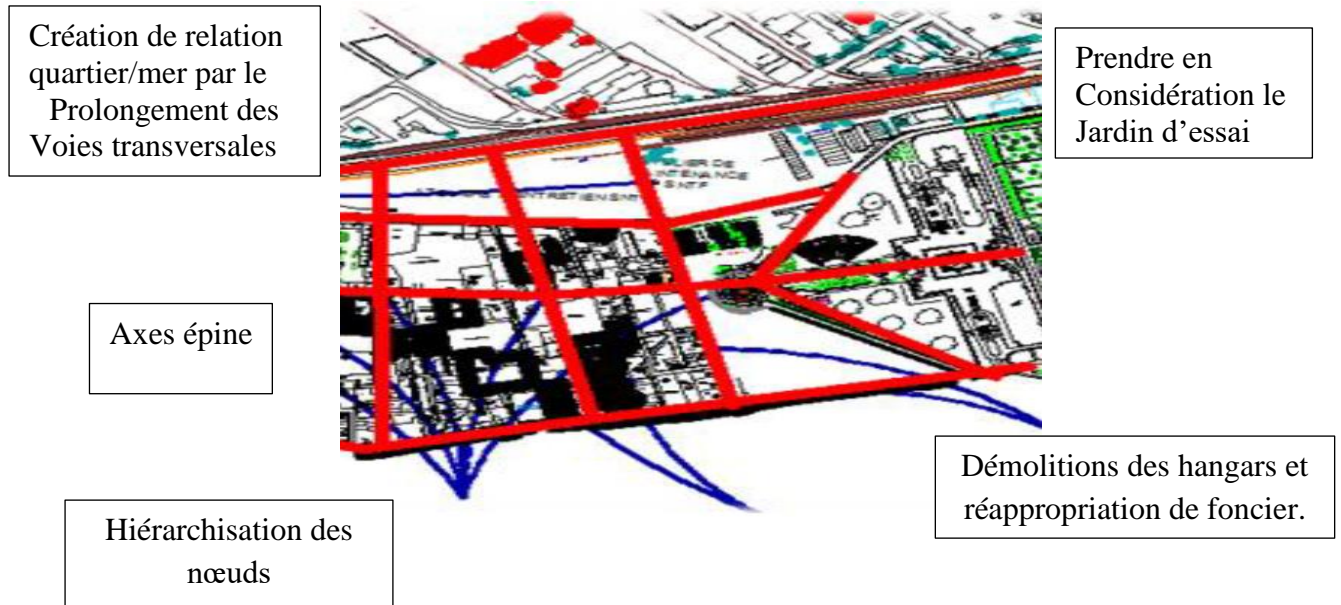 Création de relation
quartier/mer par le
Prolongement des
Voies transversales
Prendre en
Considération le
Jardin d'essai
Axes épine
Démolitions des hangars et
réappropriation de foncier.
Hiérarchisation des
nœuds